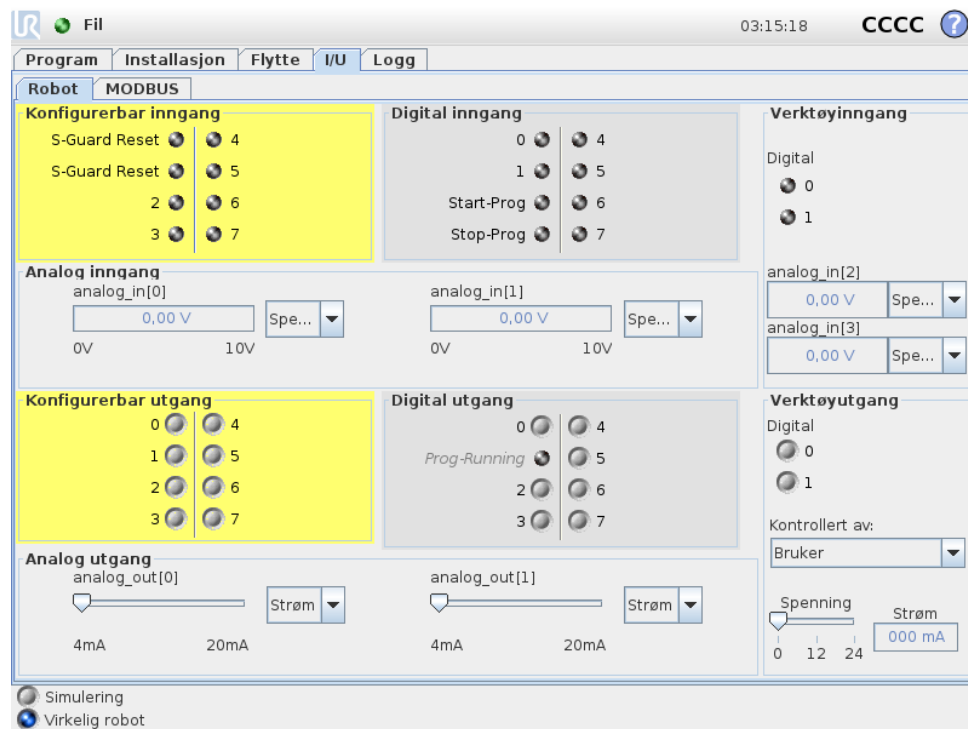 UR Fil 03:15:18 CCCC ?
Program Installasjon Flytte I/U Logg
Robot MODBUS
Konfigurerbar inngang
S-Guard Reset 4
S-Guard Reset 5
2 6
3 7
Digital inngang
0 4
1 5
Start-Prog 6
Stop-Prog 7
Verktøyinngang
Digital
0
1
analog_in[2]
0,00 V Spe...
analog_in[3]
0,00 V Spe...
Analog inngang
analog_in[0]
0,00 V Spe...
0V 10V
analog_in[1]
0,00 V Spe...
0V 10V
Konfigurerbar utgang
0 4
1 5
2 6
3 7
Digital utgang
0 4
Prog-Running 5
2 6
3 7
Verktøyutgang
Digital
0
1
Kontrollert av:
Bruker
Spenning
0 12 24
Strøm
000 mA
Analog utgang
analog_out[0]
Strøm
4mA 20mA
analog_out[1]
Strøm
4mA 20mA
Simulering
Virkelig robot